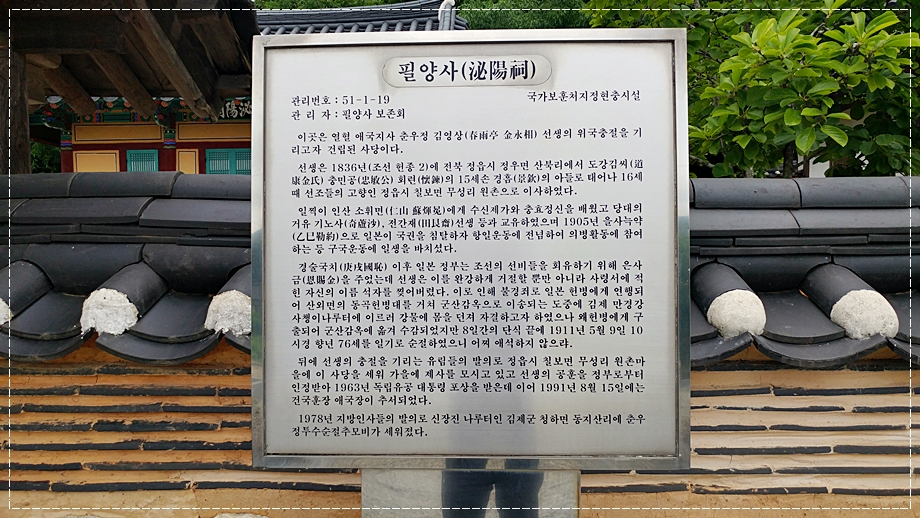 필양사(泌陽祠)
관리번호 : 51-1-19
국가보훈처지정현충시설
관 리 자 : 필양사 보존회
이곳은 열혈 애국지사 춘우정 김영상(春雨亭 金永相) 선생의 위국충절을 기
리고자 건립된 사당이다.
선생은 1836년(조선 헌종 2)에 전북 정읍시 정우면 산북리에서 도강김씨(道
康金氏) 충민공(忠敏公) 회련(懷鍊)의 15세손 경흠(景欽)의 아들로 태어나 16세
때 선조들의 고향인 정읍시 칠보면 무성리 원촌으로 이사하였다.
일찍이 인산 소휘면(仁山 蘇輝冕)에게 수신제가와 충효정신을 배웠고 당대의
거유 기노사(奇蘆沙), 전간재(田艮齋)선생 등과 교유하였으며 1905년 을사늑약
(乙巳勒約)으로 일본이 국권을 침탈하자 항일운동에 전념하여 의병활동에 참여
하는 등 구국운동에 일생을 바치셨다.
경술국치(庚戌國恥) 이후 일본 정부는 조선의 선비들을 회유하기 위해 은사
금(恩賜金)을 주었는데 선생은 이를 완강하게 거절할 뿐만 아니라 사령서에 적
힌 자신의 이름 석자를 찢어버렸다. 이로 인해 불경죄로 일본 헌병에게 연행되
어 산외면의 동곡헌병대를 거쳐 군산감옥으로 이송되는 도중에 김제 만경강
사챙이나루터에 이르러 강물에 몸을 던져 자결하고자 하였으나 왜헌병에게 구
출되어 군산감옥에 옮겨 수감되었지만 8일간의 단식 끝에 1911년 5월 9일 10
시경 향년 76세를 일기로 순절하였으니 어찌 애석하지 않으랴.
뒤에 선생의 충절을 기리는 유림들의 발의로 정읍시 칠보면 무성리 원촌마
을에 이 사당을 세워 가을에 제사를 모시고 있고 선생의 공훈을 정부로부터
인정받아 1963년 독립유공 대통령 포상을 받은데 이어 1991년 8월 15일에는
건국훈장 애국장이 추서되었다.
1978년 지방인사들의 발의로 신창진 나루터인 김제군 청하면 동지산리에 춘우
정투수순절추모비가 세워졌다.